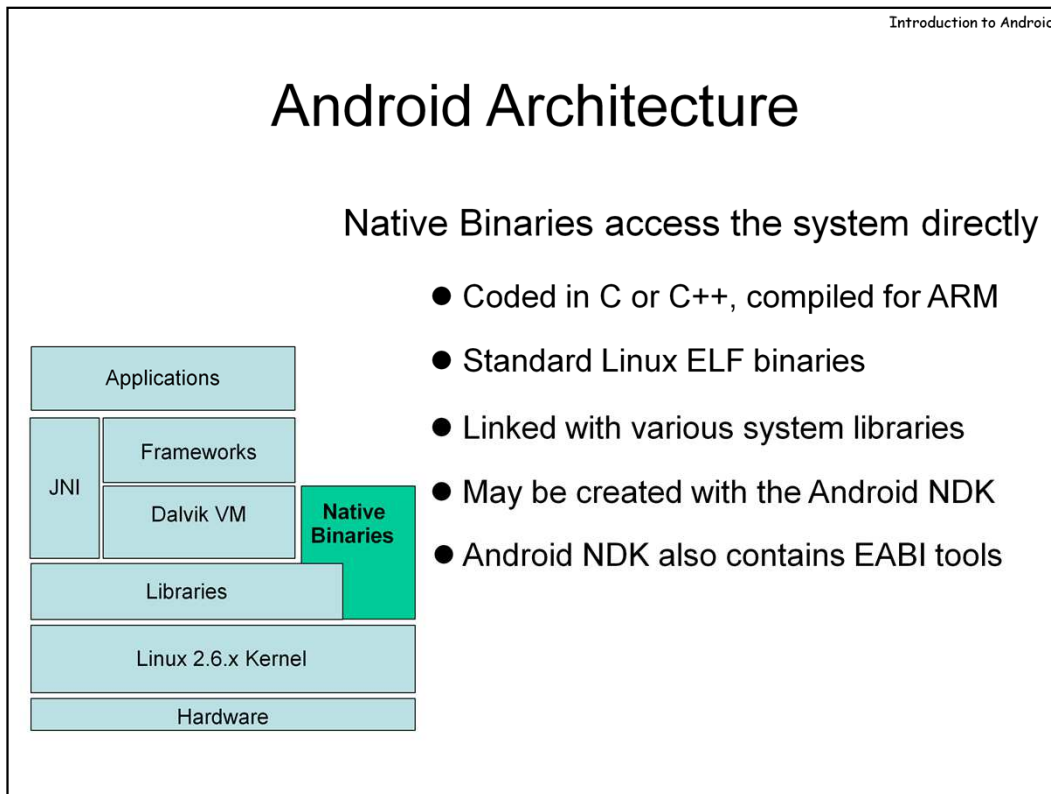 Introduction to Android
Android Architecture
Native Binaries access the system directly
● Coded in C or C++, compiled for ARM
● Standard Linux ELF binaries
● Linked with various system libraries
● May be created with the Android NDK
● Android NDK also contains EABI tools
Applications
JNI
Frameworks
Dalvik VM
Native
Binaries
Libraries
Linux 2.6.x Kernel
Hardware